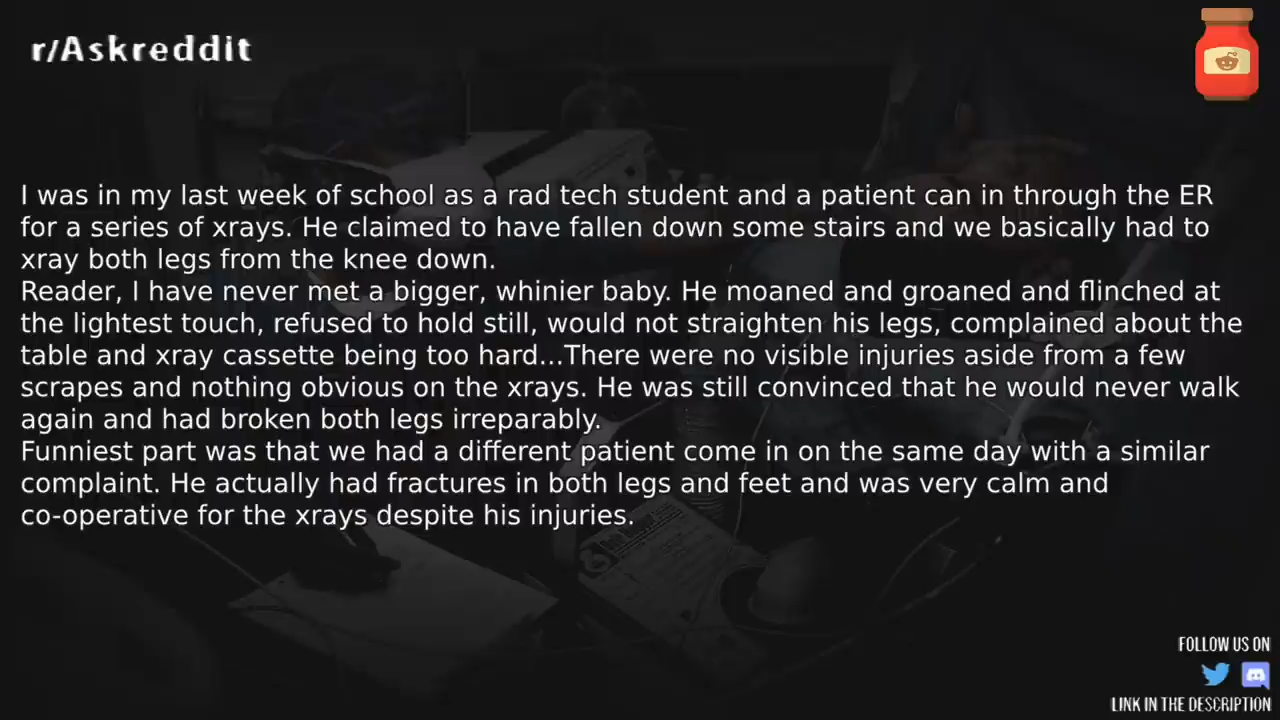 r/Askreddit
I was in my last week of school as a rad tech student and a patient can in through the ER
for a series of xrays. He claimed to have fallen down some stairs and we basically had to
xray both legs from the knee down.
Reader, I have never met a bigger, whinier baby. He moaned and groaned and flinched at
the lightest touch, refused to hold still, would not straighten his legs, complained about the
table and xray cassette being too hard...There were no visible injuries aside from a few
scrapes and nothing obvious on the xrays. He was still convinced that he would never walk
again and had broken both legs irreparably.
Funniest part was that we had a different patient come in on the same day with a similar
complaint. He actually had fractures in both legs and feet and was very calm and
co-operative for the xrays despite his injuries.
FOLLOW US ON
LINK IN THE DESCRIPTION